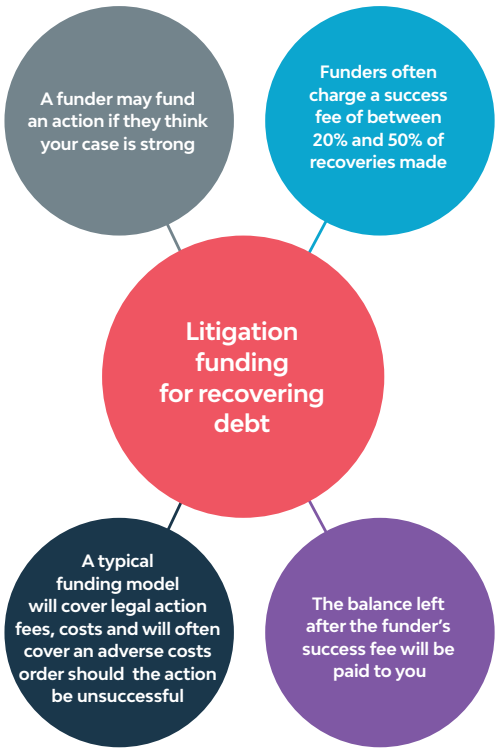 A funder may fund
an action if they think
your case is strong
Funders often
charge a success
fee of between
20% and 50% of
recoveries made
Litigation
funding
for recovering
debt
A typical
funding model
will cover legal action
fees, costs and will often
cover an adverse costs
order should the action
be unsuccessful
The balance left
after the funder's
success fee will be
paid to you